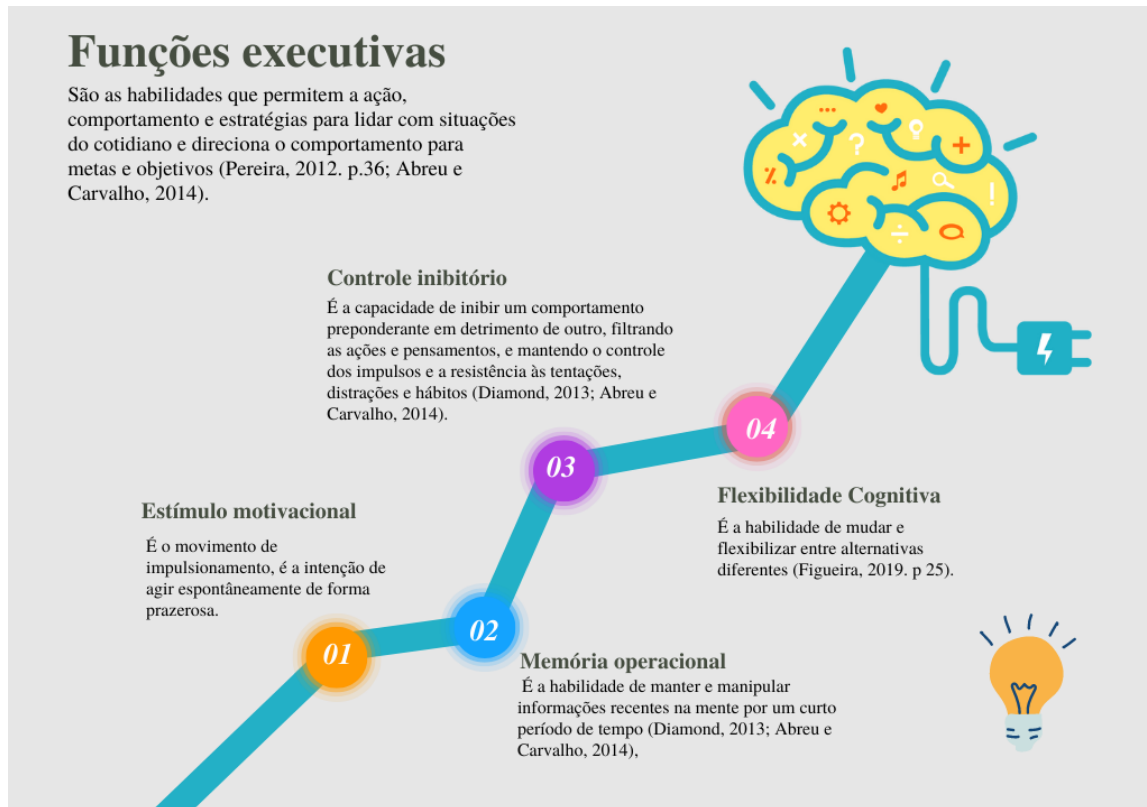 Funções executivas
São as habilidades que permitem a ação,
comportamento e estratégias para lidar com situações
do cotidiano e direciona o comportamento para
metas e objetivos (Pereira, 2012. p.36; Abreu e
Carvalho, 2014).
Controle inibitório
É a capacidade de inibir um comportamento
preponderante em detrimento de outro, filtrando
as ações e pensamentos, e mantendo o controle
dos impulsos e a resistência às tentações,
distrações e hábitos (Diamond, 2013; Abreu e
Carvalho, 2014).
04
03
Flexibilidade Cognitiva
É a habilidade de mudar e
flexibilizar entre alternativas
diferentes (Figueira, 2019. p 25).
Estímulo motivacional
É o movimento de
impulsionamento, é a intenção de
agir espontâneamente de forma
prazerosa.
01
02
Memória operacional
É a habilidade de manter e manipular
informações recentes na mente por um curto
período de tempo (Diamond, 2013; Abreu e
Carvalho, 2014),